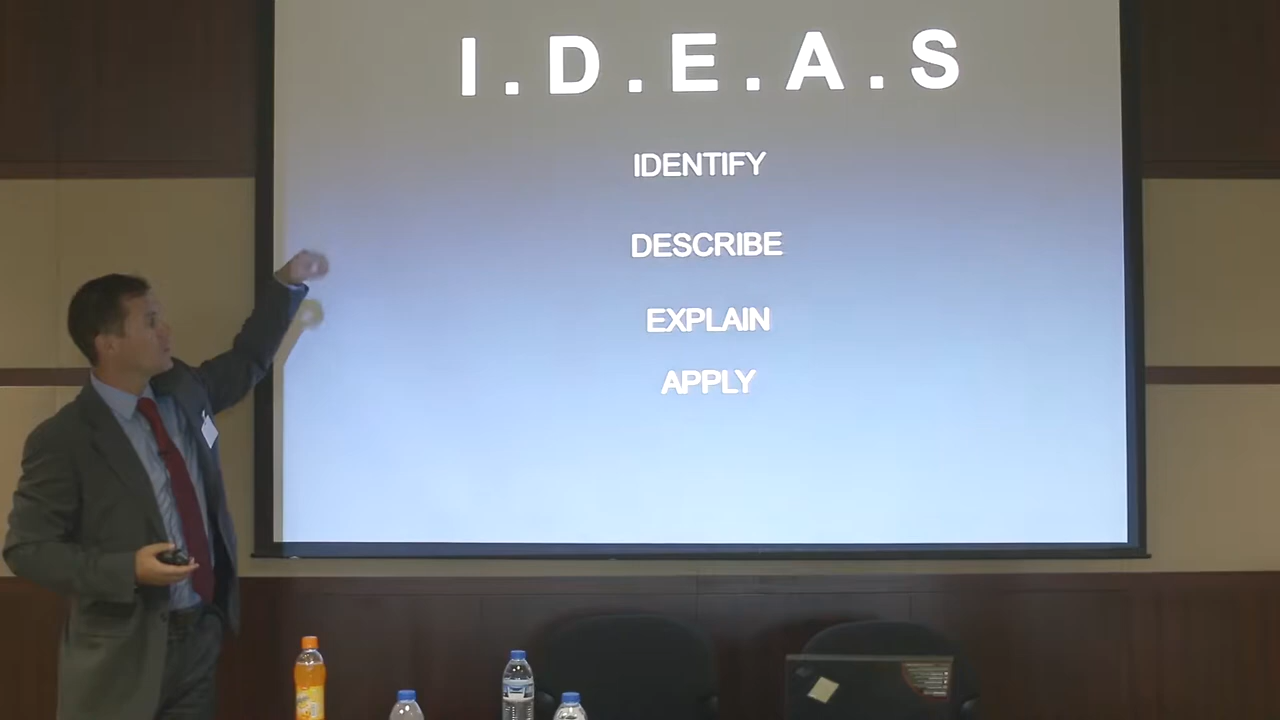 I.D.E.A.S
IDENTIFY
DESCRIBE
EXPLAIN
APPLY